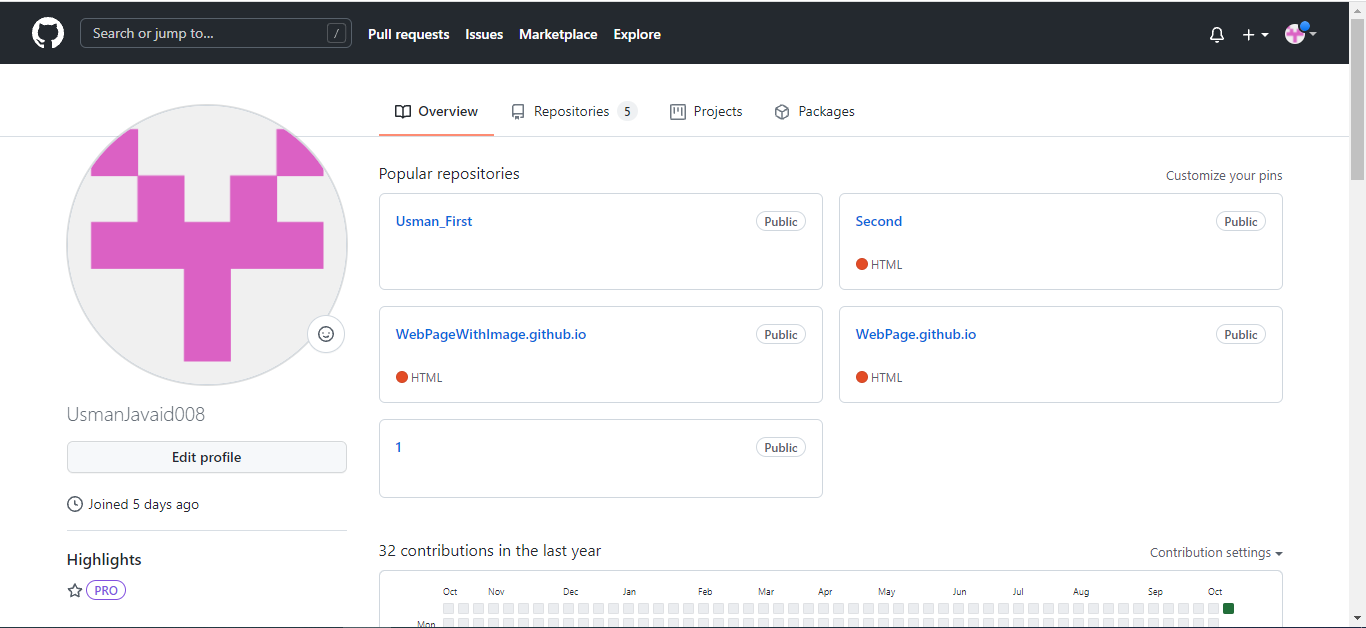 Search or jump to... / Pull requests Issues Marketplace Explore
Overview Repositories 5 Projects Packages
Popular repositories Customize your pins
Usman_First Public
Second Public
HTML
WebPageWithImage.github.io Public
HTML
WebPage.github.io Public
HTML
1 Public
UsmanJavaid008
Edit profile
Joined 5 days ago
Highlights
PRO
32 contributions in the last year Contribution settings
Oct Nov Dec Jan Feb Mar Apr May Jun Jul Aug Sep Oct
Mon